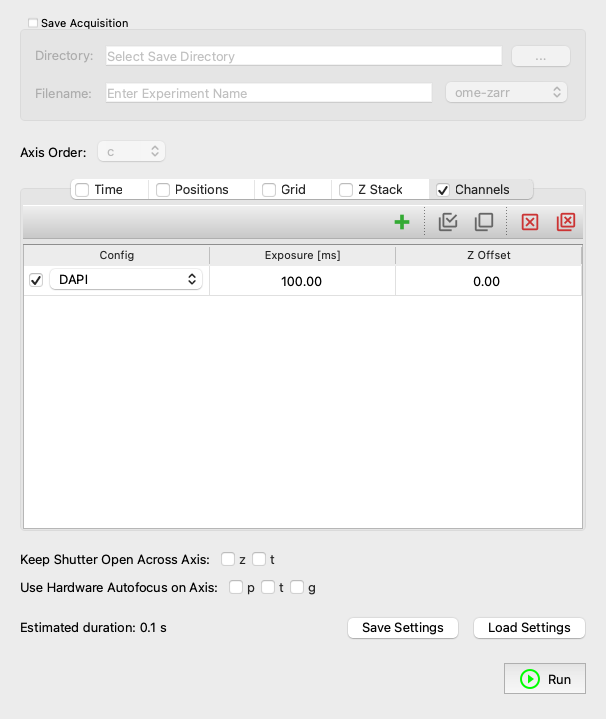 Save Acquisition
Directory: Select Save Directory ...
Filename: Enter Experiment Name ome-zarr
Axis Order: c
Time Positions Grid Z Stack Channels
Config Exposure [ms] Z Offset
DAPI 100.00 0.00
Keep Shutter Open Across Axis: z t
Use Hardware Autofocus on Axis: p t g
Estimated duration: 0.1 s Save Settings Load Settings
Run